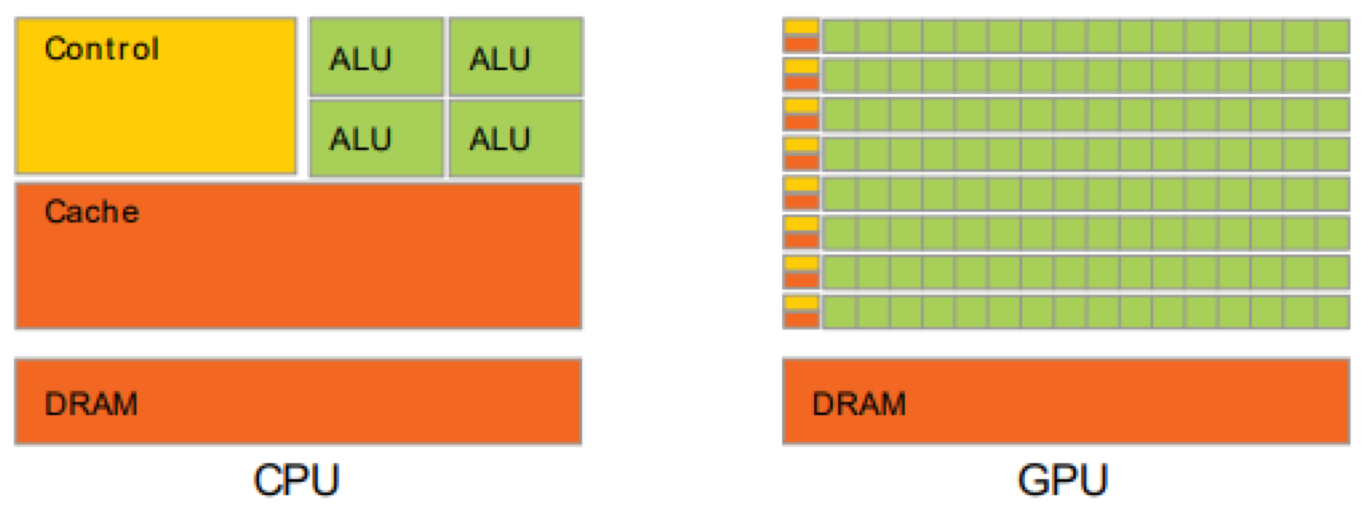 Control
ALU ALU
ALU ALU
Cache
DRAM
CPU
DRAM
GPU